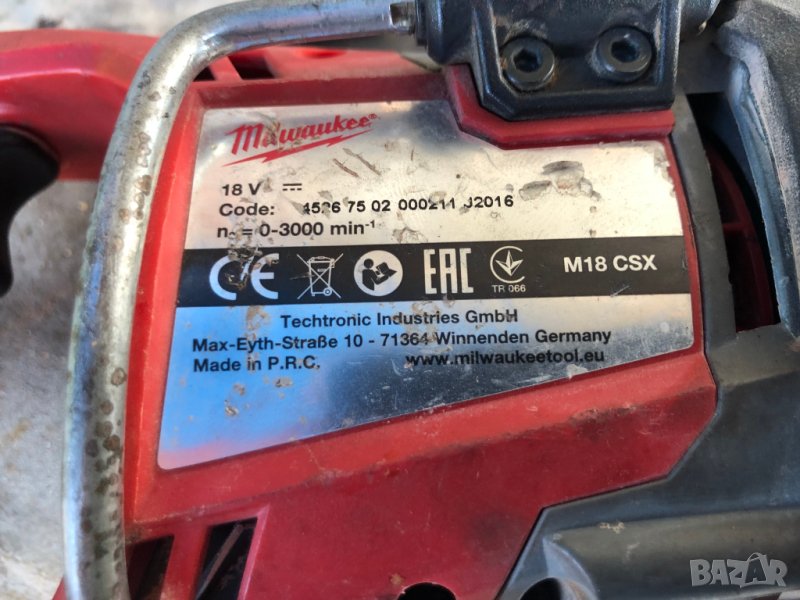 Milwaukee®
18 V
Code: 4526 75 02 000211 J2016
n₀ = 0-3000 min⁻¹
CE EAC TR 066 M18 CSX
Techtronic Industries GmbH
Max-Eyth-Straße 10 - 71364 Winnenden Germany
Made in P.R.C. www.milwaukeetool.eu
BAZAR